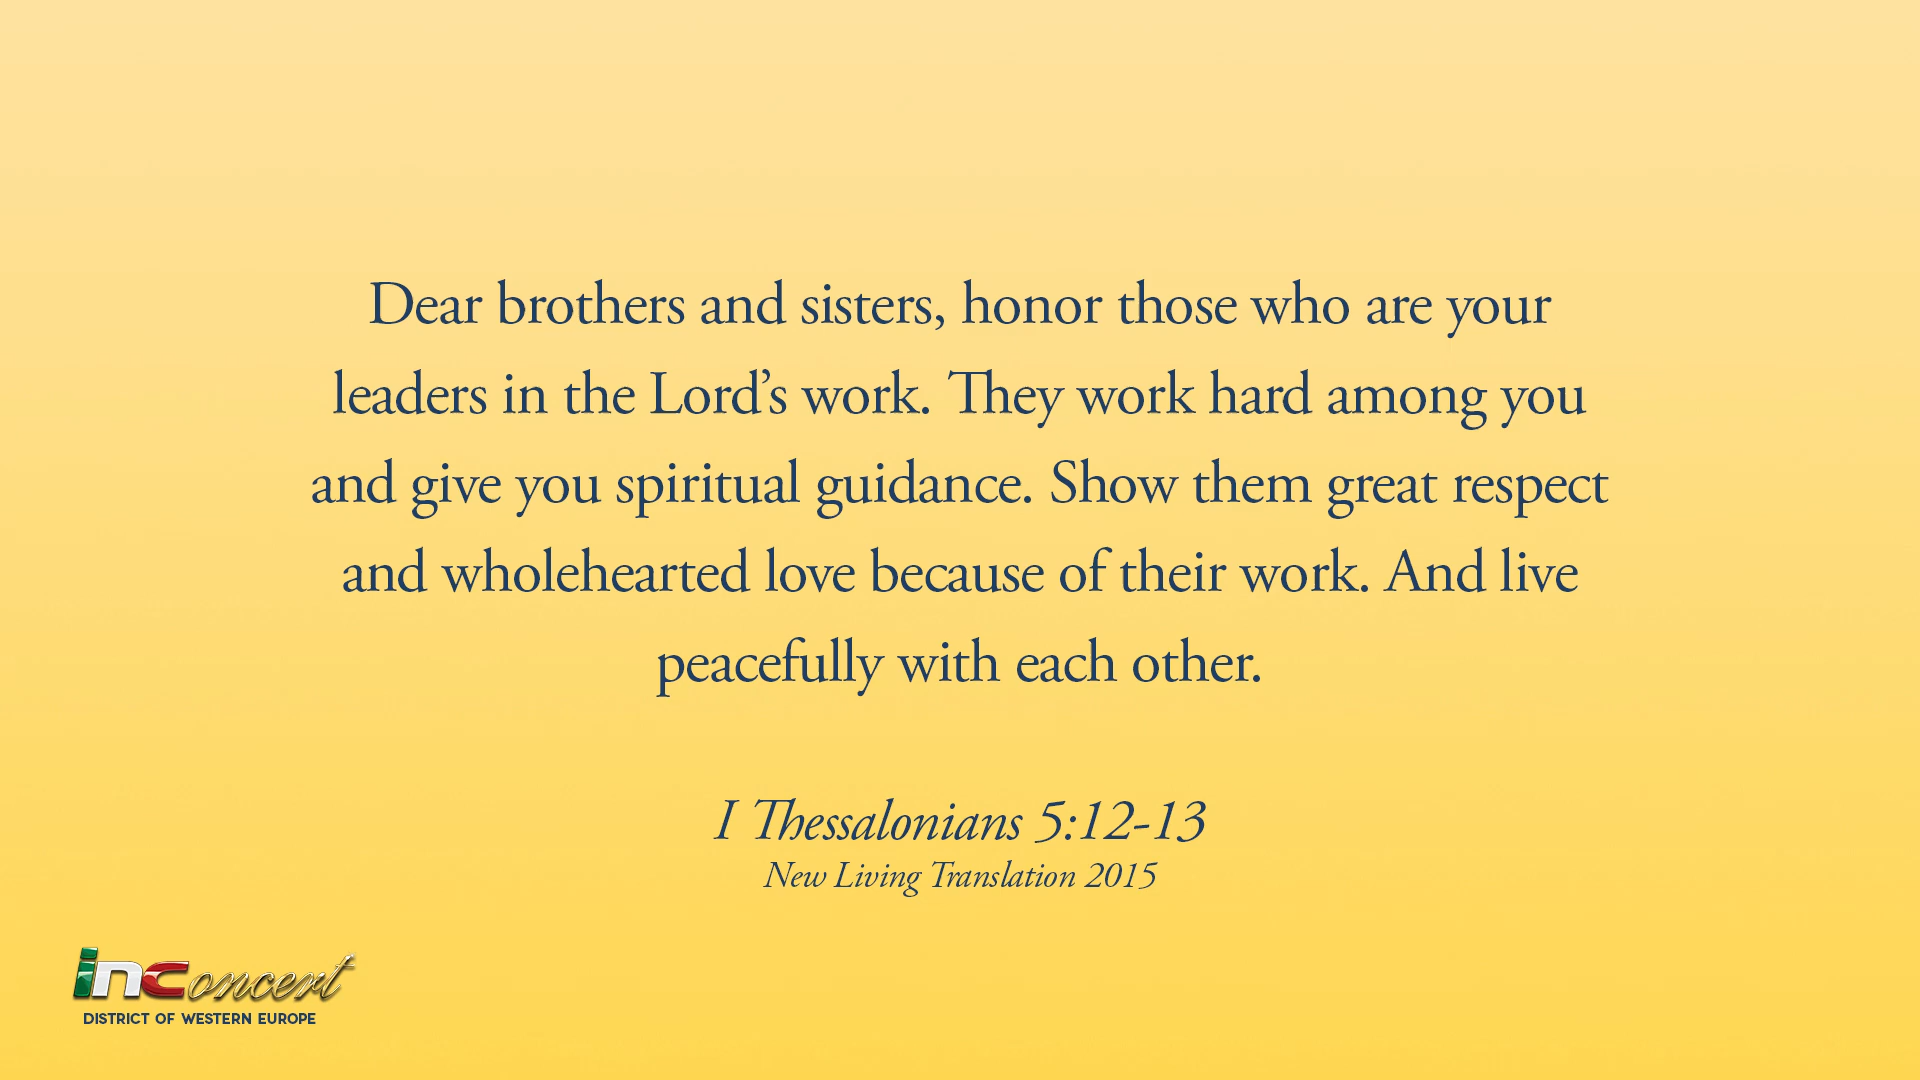 Dear brothers and sisters, honor those who are your
leaders in the Lord’s work. They work hard among you
and give you spiritual guidance. Show them great respect
and wholehearted love because of their work. And live
peacefully with each other.
I Thessalonians 5:12-13
New Living Translation 2015
inConcert
DISTRICT OF WESTERN EUROPE